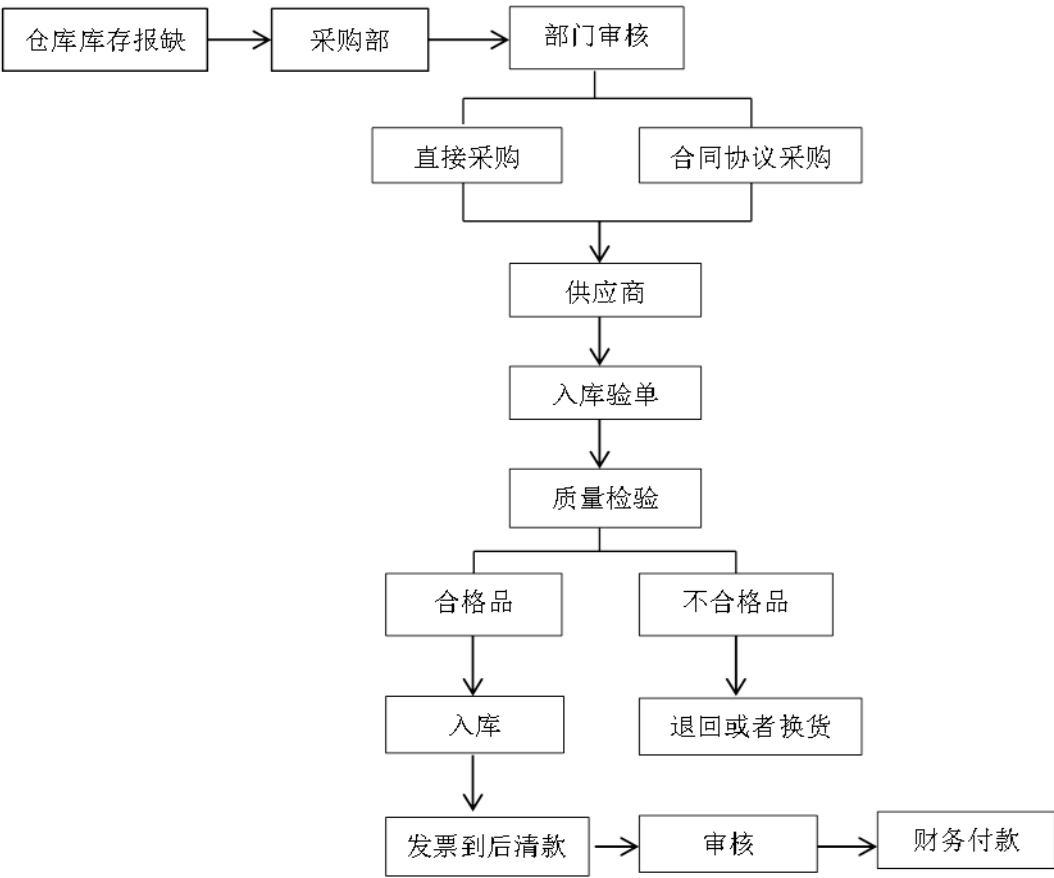 仓库库存报缺
采购部
部门审核
直接采购
合同协议采购
供应商
入库验单
质量检验
合格品
不合格品
入库
退回或者换货
发票到后清款
审核
财务付款